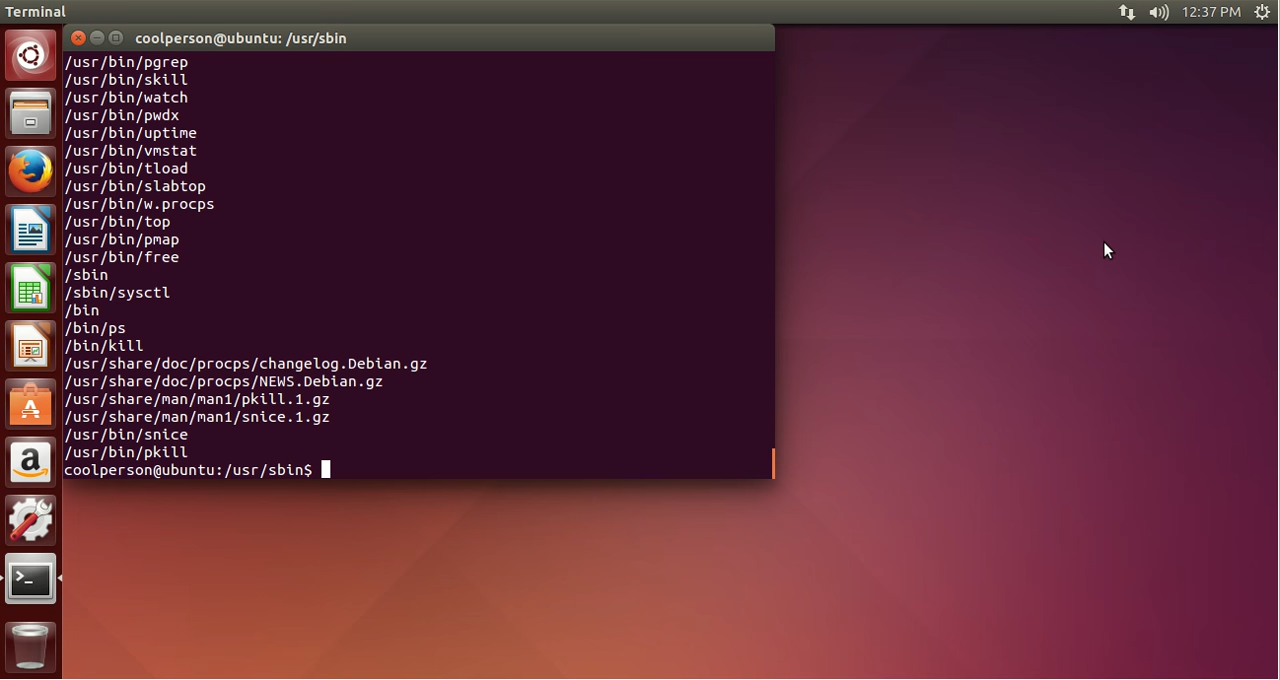 Terminal
12:37 PM
coolperson@ubuntu: /usr/sbin
/usr/bin/pgrep
/usr/bin/skill
/usr/bin/watch
/usr/bin/pwdx
/usr/bin/uptime
/usr/bin/vmstat
/usr/bin/tload
/usr/bin/slabtop
/usr/bin/w.procps
/usr/bin/top
/usr/bin/pmap
/usr/bin/free
/sbin
/sbin/sysctl
/bin
/bin/ps
/bin/kill
/usr/share/doc/procps/changelog.Debian.gz
/usr/share/doc/procps/NEWS.Debian.gz
/usr/share/man/man1/pkill.1.gz
/usr/share/man/man1/snice.1.gz
/usr/bin/snice
/usr/bin/pkill
coolperson@ubuntu:/usr/sbin$